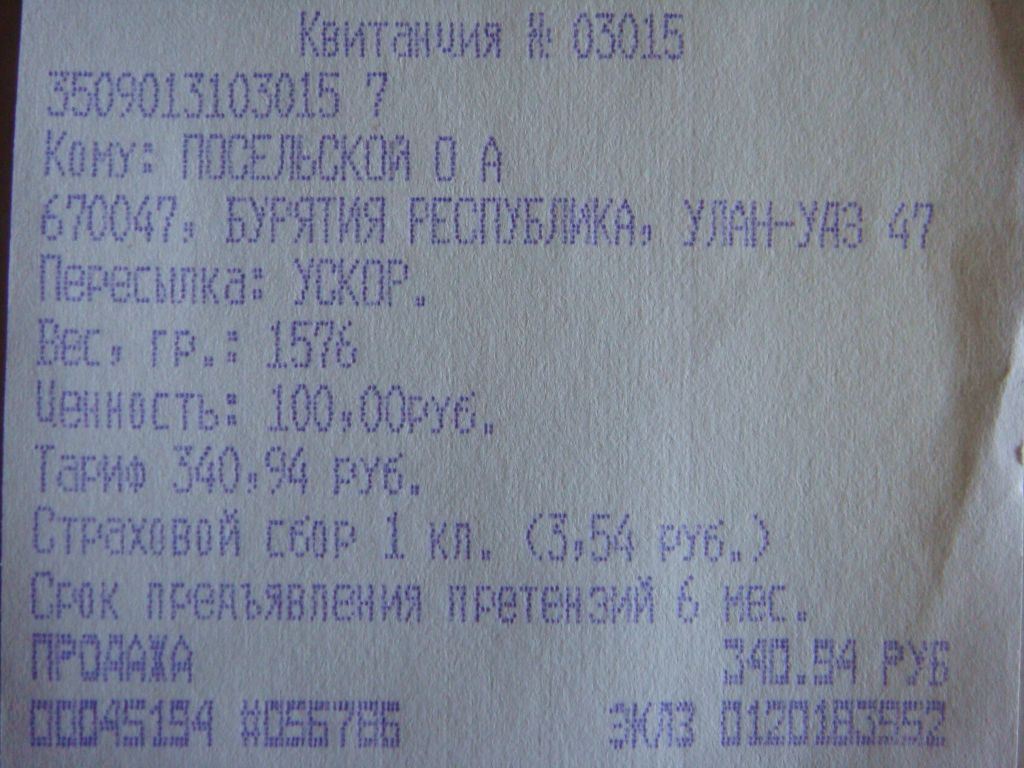 Квитанция № 03015
3509013103015 7
Кому: ПОСЕЛЬСКОЙ О А
670047, БУРЯТИЯ РЕСПУБЛИКА, УЛАН-УДЭ 47
Пересылка: УСКОР.
Вес, гр.: 1576
Ценность: 100,00руб.
Тариф 340,94 руб.
Страховой сбор 1 кл. (3,54 руб.)
Срок предъявления претензий 6 мес.
ПРОДАЖА 340.94 РУБ
00045194 #056786 ЭКЛЗ 0120183952